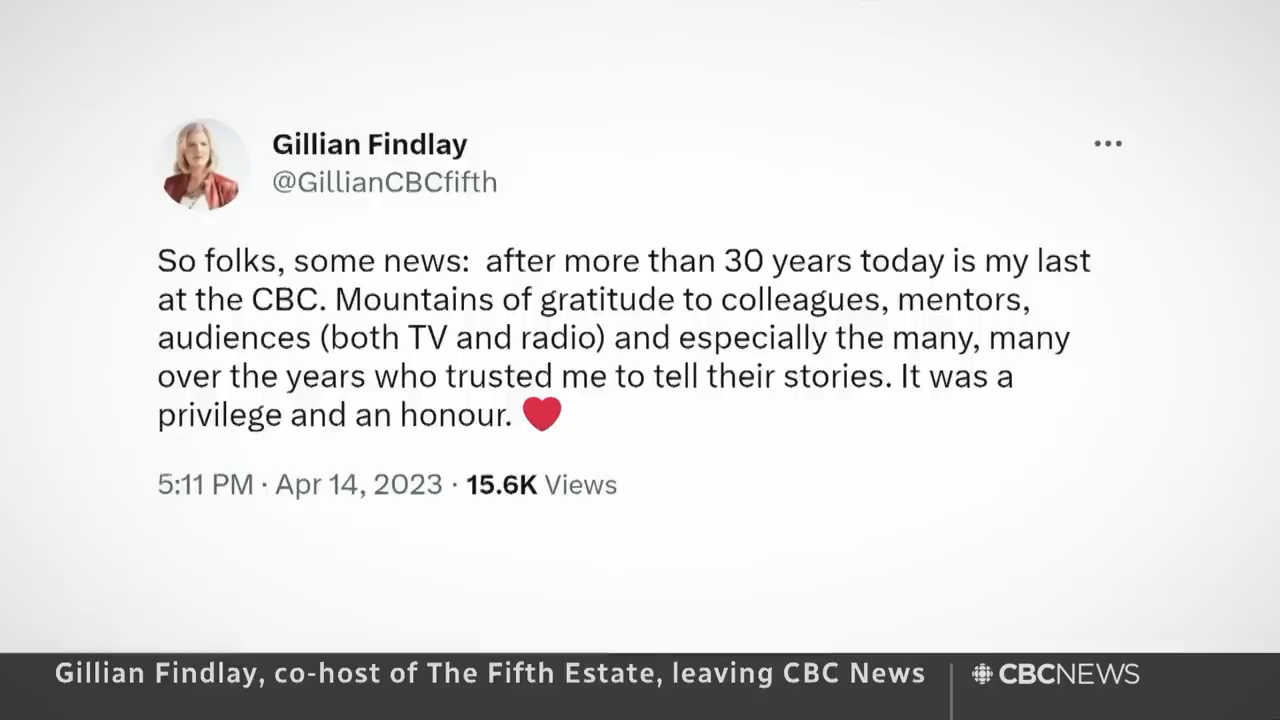 Gillian Findlay
@GillianCBCfifth
So folks, some news:  after more than 30 years today is my last
at the CBC. Mountains of gratitude to colleagues, mentors,
audiences (both TV and radio) and especially the many, many
over the years who trusted me to tell their stories. It was a
privilege and an honour. ❤️
5:11 PM · Apr 14, 2023 · 15.6K Views
Gillian Findlay, co-host of The Fifth Estate, leaving CBC News
CBCNEWS